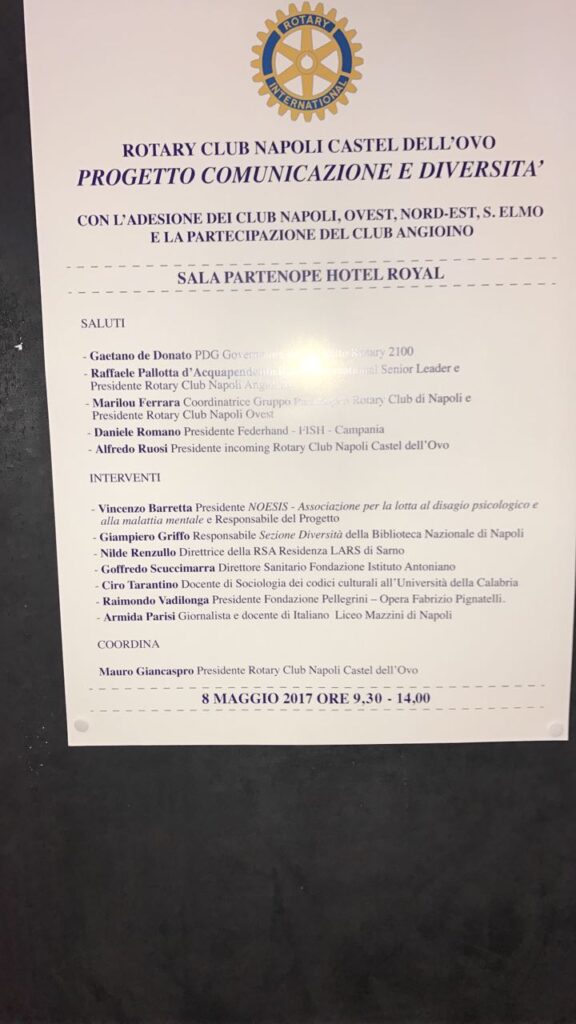 ROTARY
INTERNATIONAL
ROTARY CLUB NAPOLI CASTEL DELL'OVO
PROGETTO COMUNICAZIONE E DIVERSITA'
CON L'ADESIONE DEI CLUB NAPOLI, OVEST, NORD-EST, S. ELMO
E LA PARTECIPAZIONE DEL CLUB ANGIOINO
SALA PARTENOPE HOTEL ROYAL
SALUTI
- Gaetano de Donato PDG Rotary 2100
- Raffaele Pallotta d'Acquapendente Senior Leader e
Presidente Rotary Club Napoli
- Marilou Ferrara Coordinatrice Gruppo Rotary Club di Napoli e
Presidente Rotary Club Napoli Ovest
- Daniele Romano Presidente Federhand - FISH - Campania
- Alfredo Ruosi Presidente incoming Rotary Club Napoli Castel dell'Ovo
INTERVENTI
- Vincenzo Barretta Presidente NOESIS - Associazione per la lotta al disagio psicologico e
alla malattia mentale e Responsabile del Progetto
- Giampiero Griffo Responsabile Sezione Diversità della Biblioteca Nazionale di Napoli
- Nilde Renzullo Direttrice della RSA Residenza LARS di Sarno
- Goffredo Scuccimarra Direttore Sanitario Fondazione Istituto Antoniano
- Ciro Tarantino Docente di Sociologia dei codici culturali all'Università della Calabria
- Raimondo Vadilonga Presidente Fondazione Pellegrini – Opera Fabrizio Pignatelli.
- Armida Parisi Giornalista e docente di Italiano Liceo Mazzini di Napoli
COORDINA
Mauro Giancaspro Presidente Rotary Club Napoli Castel dell'Ovo
8 MAGGIO 2017 ORE 9,30 - 14,00